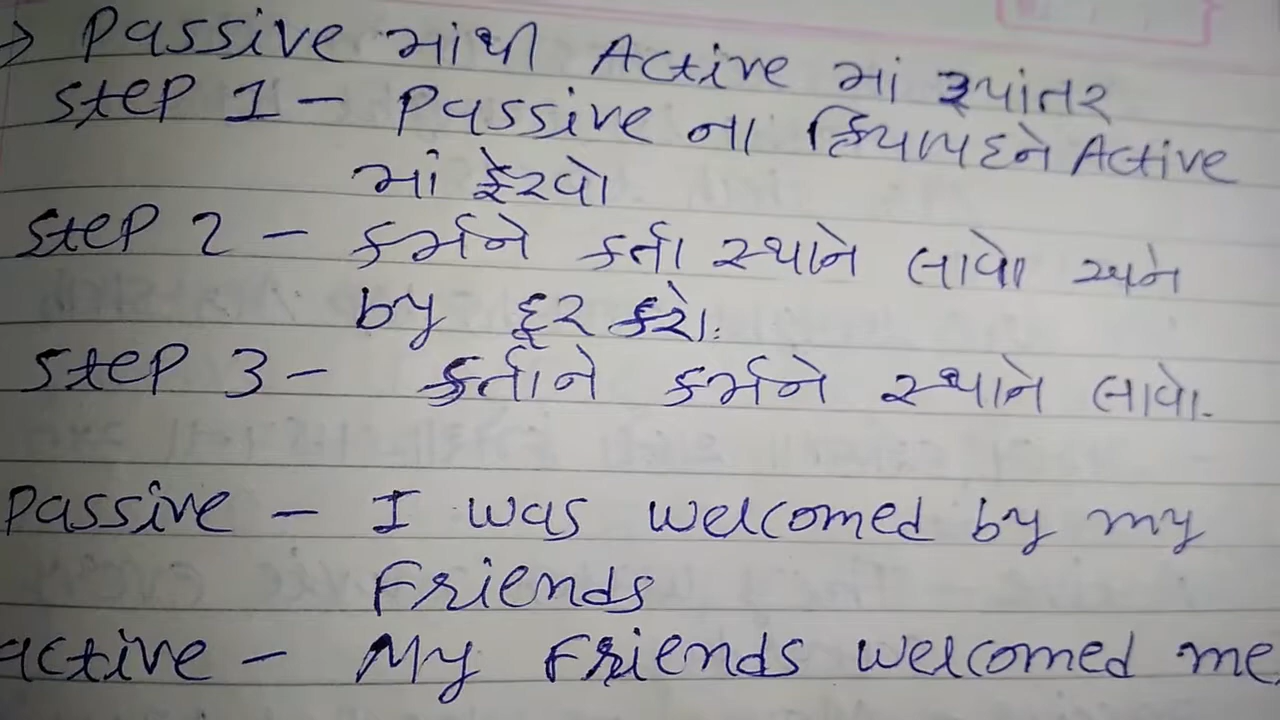 → Passive માંથી Active માં રૂપાંતર
Step 1 - Passive ના ક્રિયાપદને Active
માં ફેરવો
Step 2 - કર્મને કર્તા સ્થાને લાવો અને
by દૂર કરો.
Step 3 - કર્તાને કર્મને સ્થાને લાવો.
Passive - I was welcomed by my
Friends
active - My Friends welcomed me.